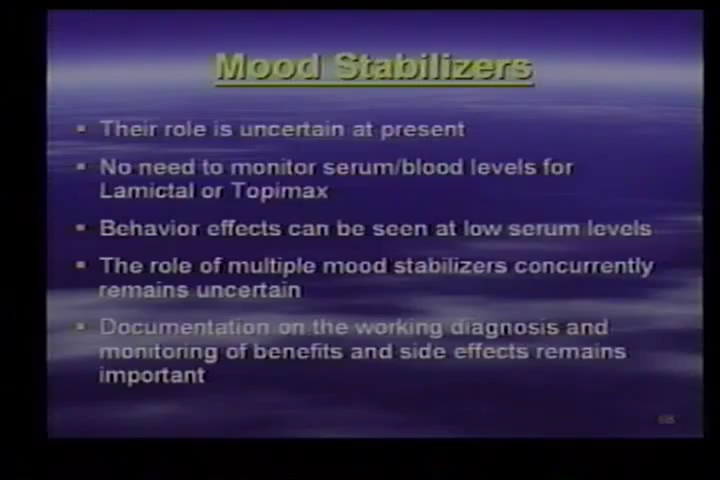 Mood Stabilizers
Their role is uncertain at present
No need to monitor serum/blood levels for
Lamictal or Topimax
Behavior effects can be seen at low serum levels
The role of multiple mood stabilizers concurrently
remains uncertain
Documentation on the working diagnosis and
monitoring of benefits and side effects remains
important